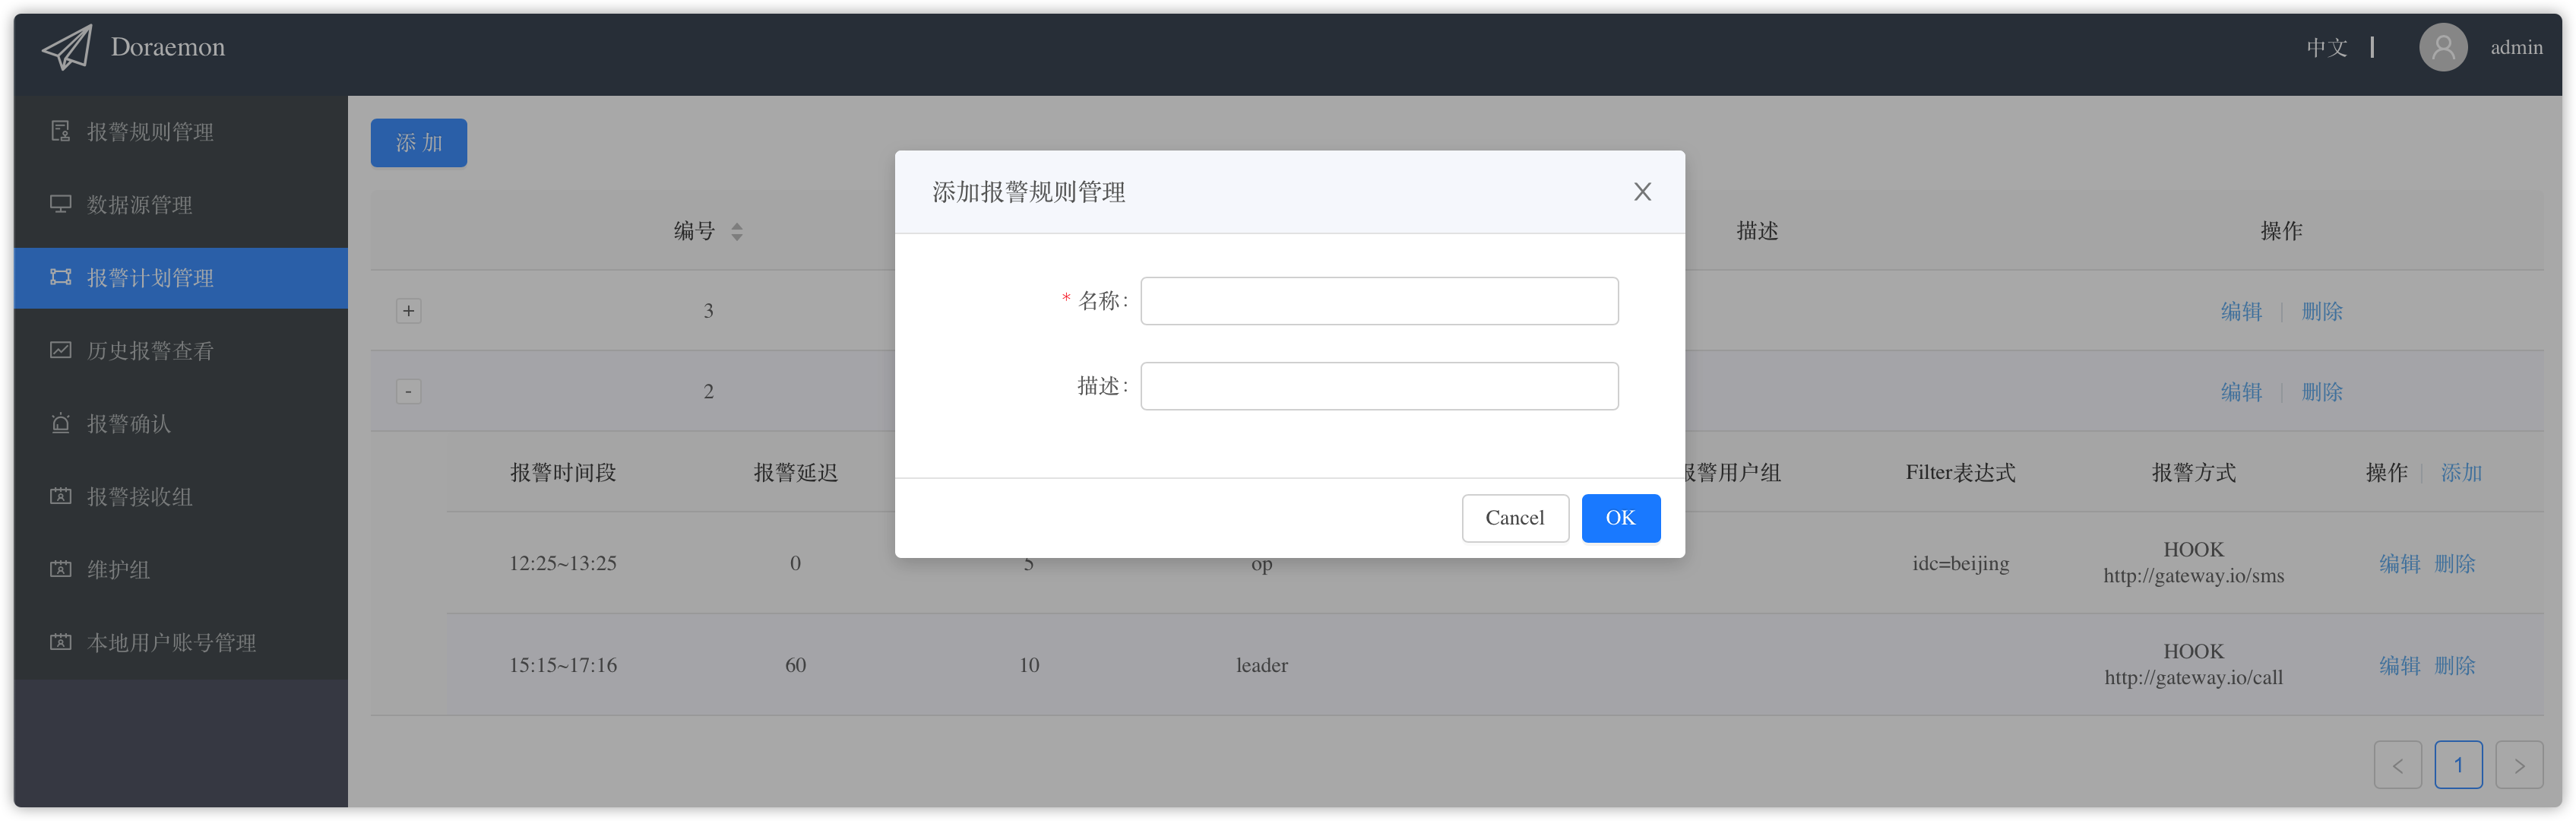 Doraemon
中文 | admin
报警规则管理
数据源管理
报警计划管理
历史报警查看
报警确认
报警接收组
维护组
本地用户账号管理
添 加
编号 描述 操作
+ 3 编辑 | 删除
- 2 编辑 | 删除
报警时间段 报警延迟 报警用户组 Filter表达式 报警方式 操作 | 添加
12:25~13:25 0 5 op idc=beijing HOOK
http://gateway.io/sms 编辑 删除
15:15~17:16 60 10 leader HOOK
http://gateway.io/call 编辑 删除
< 1 >
添加报警规则管理
* 名称:
描述:
Cancel OK